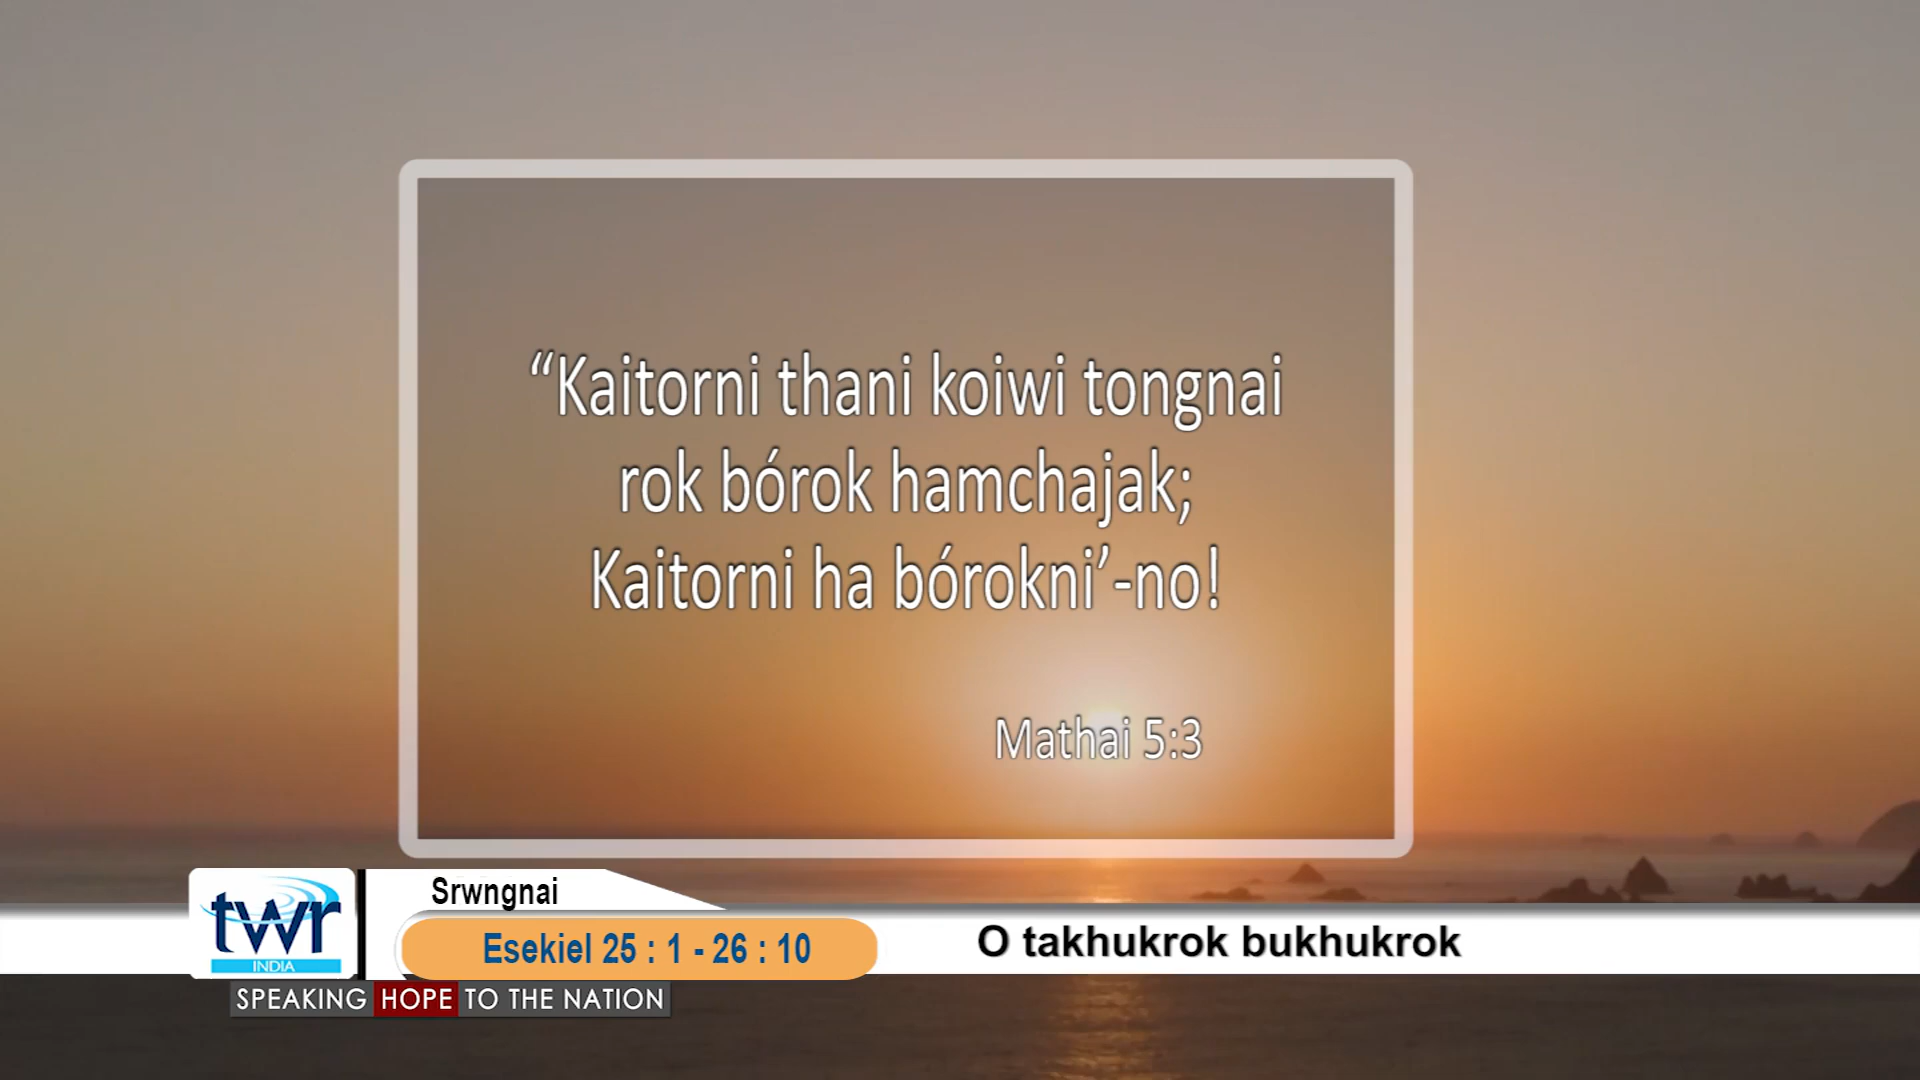 “Kaitorni thani koiwi tongnai
rok bórok hamchajak;
Kaitorni ha bórokni’-no!
Mathai 5:3
twr
INDIA
Srwngnai
Esekiel 25 : 1 - 26 : 10
O takhukrok bukhukrok
SPEAKING HOPE TO THE NATION